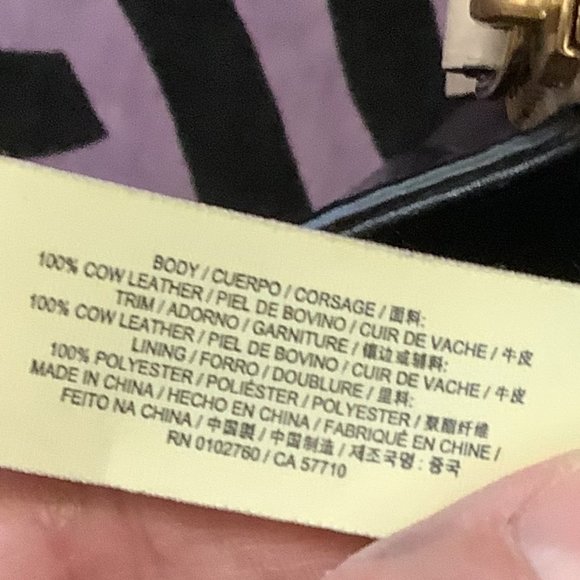 BODY / CUERPO / CORSAGE / 面料:
100% COW LEATHER / PIEL DE BOVINO / CUIR DE VACHE / 牛皮
TRIM / ADORNO / GARNITURE / 镶边或辅料:
100% COW LEATHER / PIEL DE BOVINO / CUIR DE VACHE / 牛皮
LINING / FORRO / DOUBLURE / 里料:
100% POLYESTER / POLIÉSTER / POLYESTER / 聚酯纤维
MADE IN CHINA / HECHO EN CHINA / FABRIQUÉ EN CHINE /
FEITO NA CHINA / 中国製 / 中国制造 / 제조국명 : 중국
RN 0102760 / CA 57710